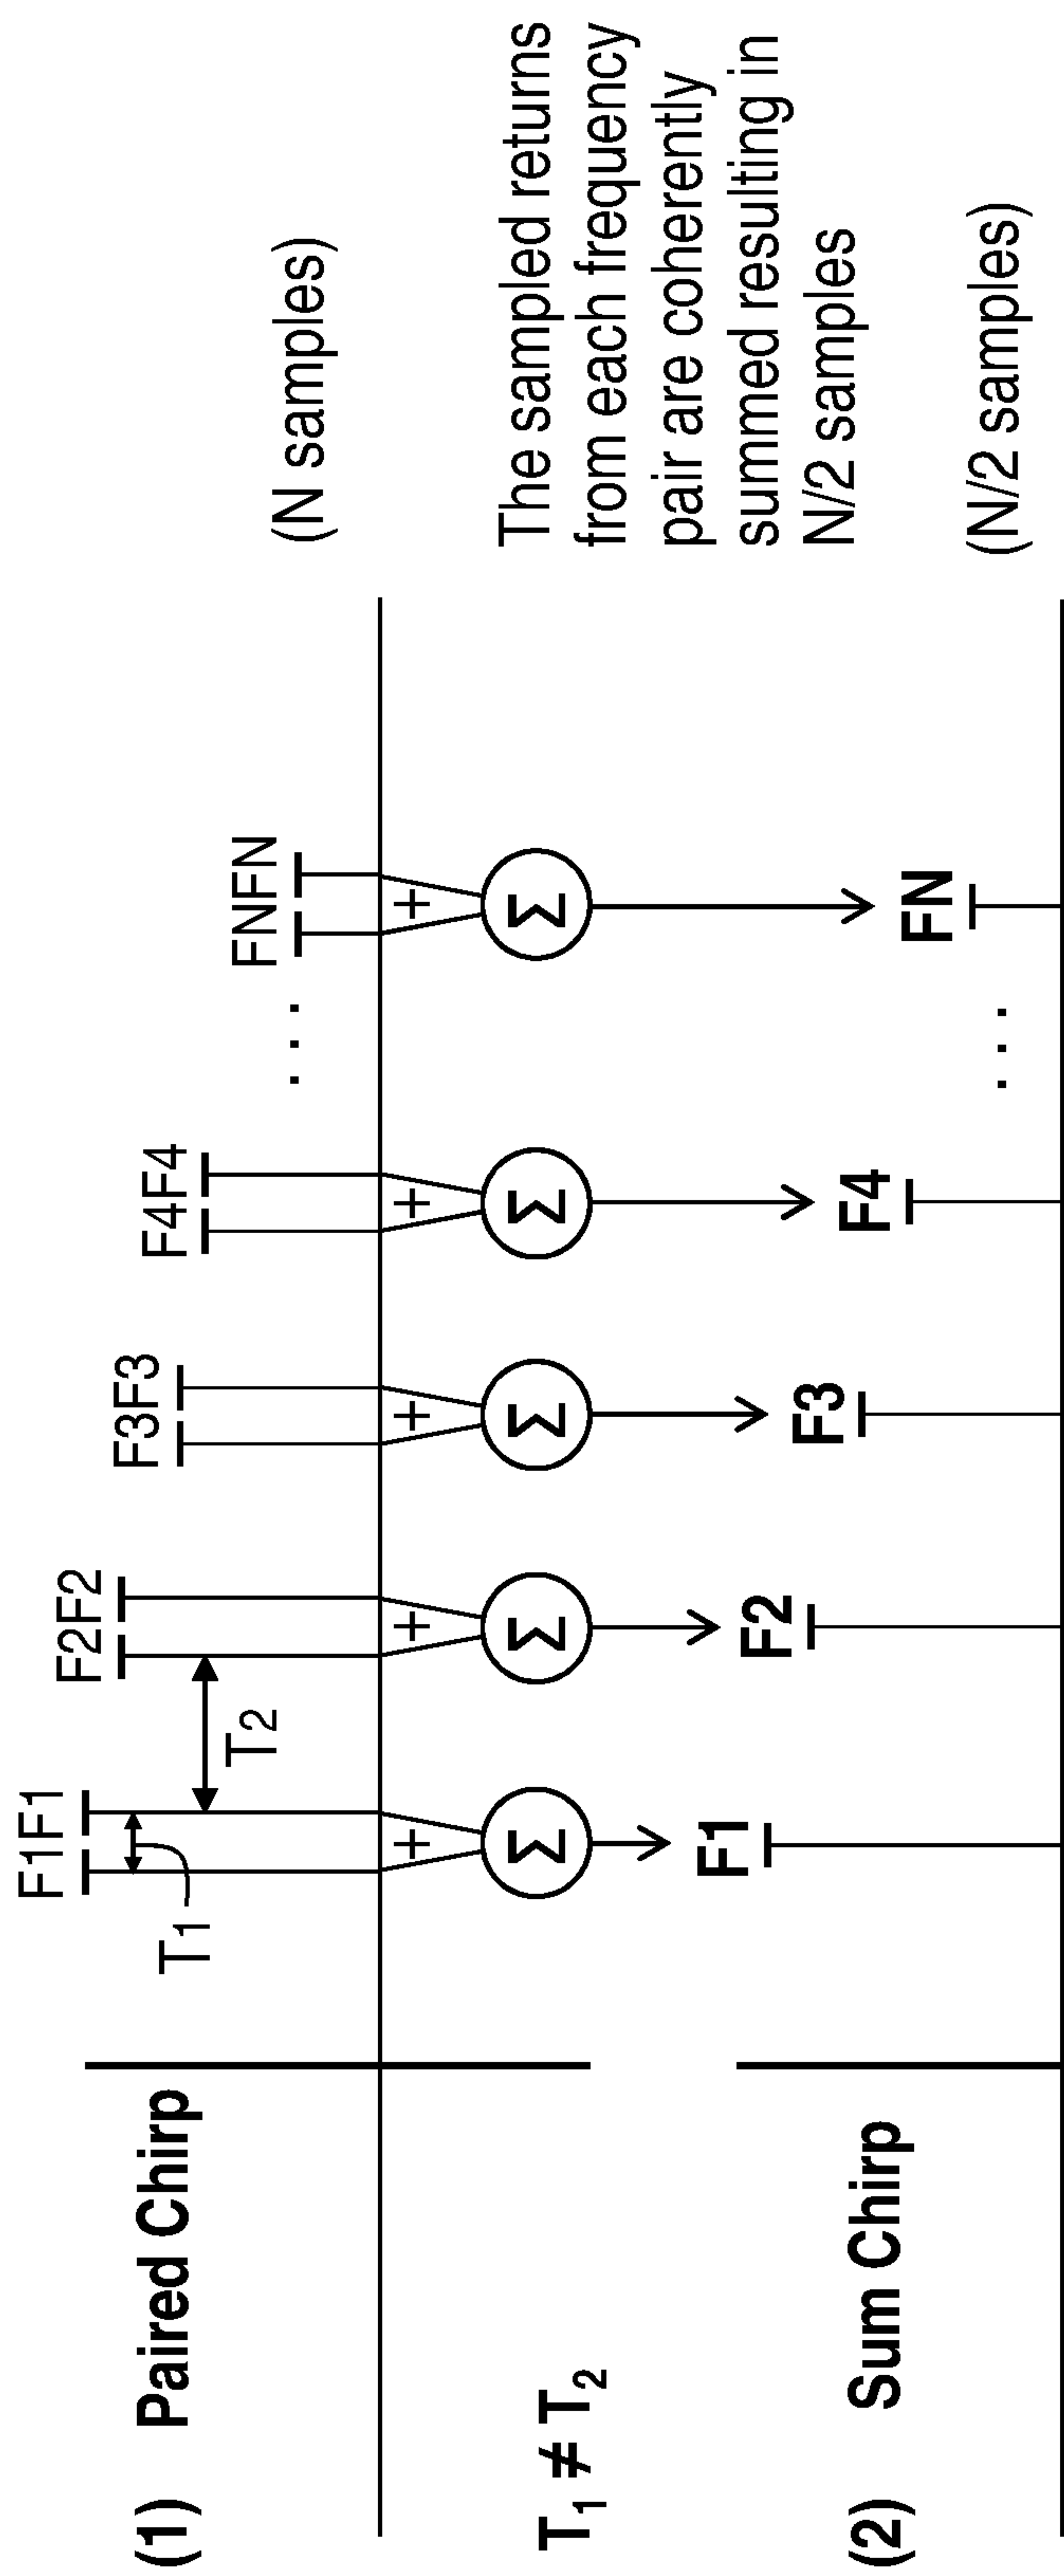 (1) Paired Chirp
F1F1
F2F2
F3F3
F4F4
. . .
FNFN
(N samples)
T1
T2
+ + + + +
Σ Σ Σ Σ Σ
T1 ≠ T2
The sampled returns
from each frequency
pair are coherently
summed resulting in
N/2 samples
(2) Sum Chirp
F1
F2
F3
F4
. . .
FN
(N/2 samples)